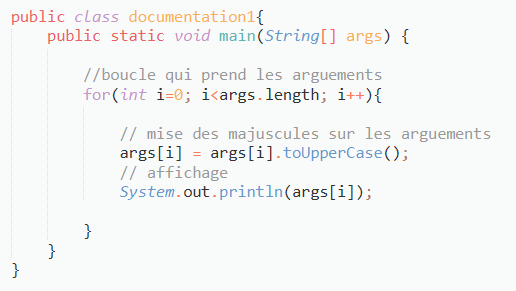 public class documentation1{
    public static void main(String[] args) {
        //boucle qui prend les arguements
        for(int i=0; i<args.length; i++){
            // mise des majuscules sur les arguements
            args[i] = args[i].toUpperCase();
            // affichage
            System.out.println(args[i]);
        }
    }
}